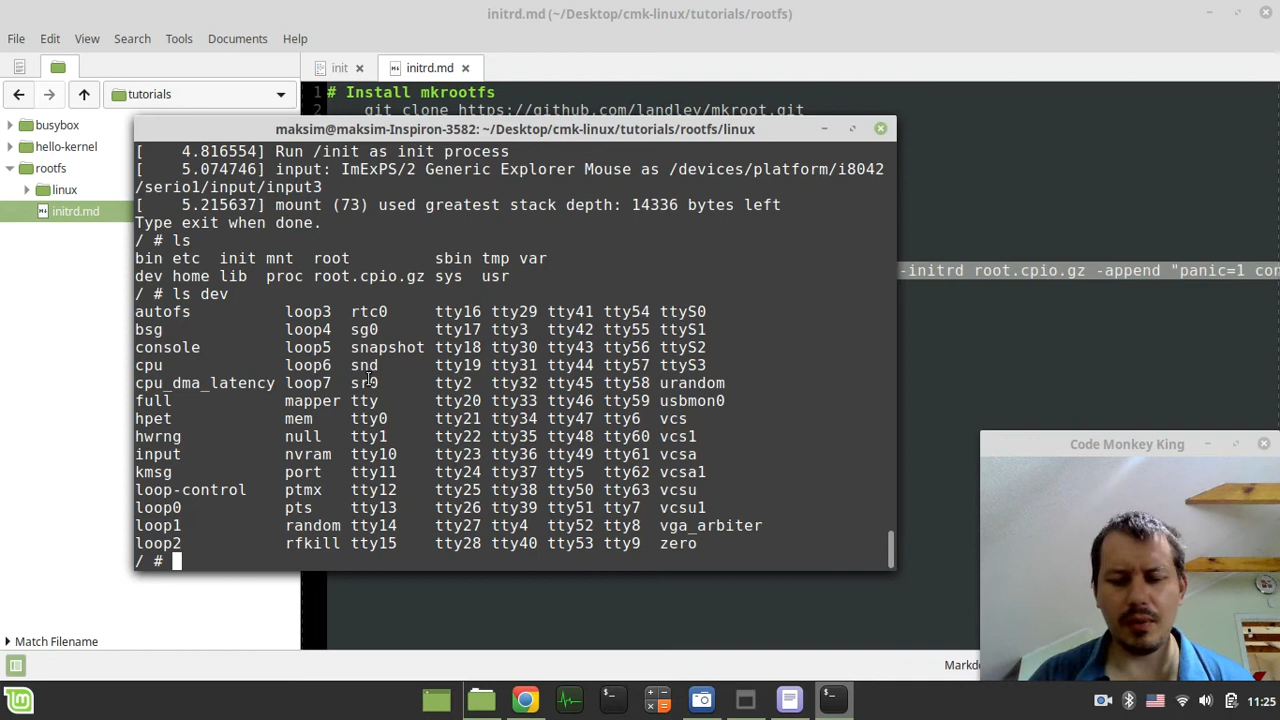 initrd.md (~/Desktop/cmk-linux/tutorials/rootfs)
File Edit View Search Tools Documents Help
init
initrd.md
tutorials
busybox
hello-kernel
rootfs
linux
initrd.md
Match Filename
1 # Install mkrootfs
2 git clone https://github.com/landley/mkroot.git
maksim@maksim-Inspiron-3582: ~/Desktop/cmk-linux/tutorials/rootfs/linux
[ 4.816554] Run /init as init process
[ 5.074746] input: ImExPS/2 Generic Explorer Mouse as /devices/platform/i8042
/serio1/input/input3
[ 5.215637] mount (73) used greatest stack depth: 14336 bytes left
Type exit when done.
/ # ls
bin etc init mnt root sbin tmp var
dev home lib proc root.cpio.gz sys usr
/ # ls dev
autofs loop3 rtc0 tty16 tty29 tty41 tty54 ttyS0
bsg loop4 sg0 tty17 tty3 tty42 tty55 ttyS1
console loop5 snapshot tty18 tty30 tty43 tty56 ttyS2
cpu loop6 snd tty19 tty31 tty44 tty57 ttyS3
cpu_dma_latency loop7 sr0 tty2 tty32 tty45 tty58 urandom
full mapper tty tty20 tty33 tty46 tty59 usbmon0
hpet mem tty0 tty21 tty34 tty47 tty6 vcs
hwrng null tty1 tty22 tty35 tty48 tty60 vcs1
input nvram tty10 tty23 tty36 tty49 tty61 vcsa
kmsg port tty11 tty24 tty37 tty5 tty62 vcsa1
loop-control ptmx tty12 tty25 tty38 tty50 tty63 vcsu
loop0 pts tty13 tty26 tty39 tty51 tty7 vcsu1
loop1 random tty14 tty27 tty4 tty52 tty8 vga_arbiter
loop2 rfkill tty15 tty28 tty40 tty53 tty9 zero
/ #
-initrd root.cpio.gz -append "panic=1 con
Code Monkey King
11:25